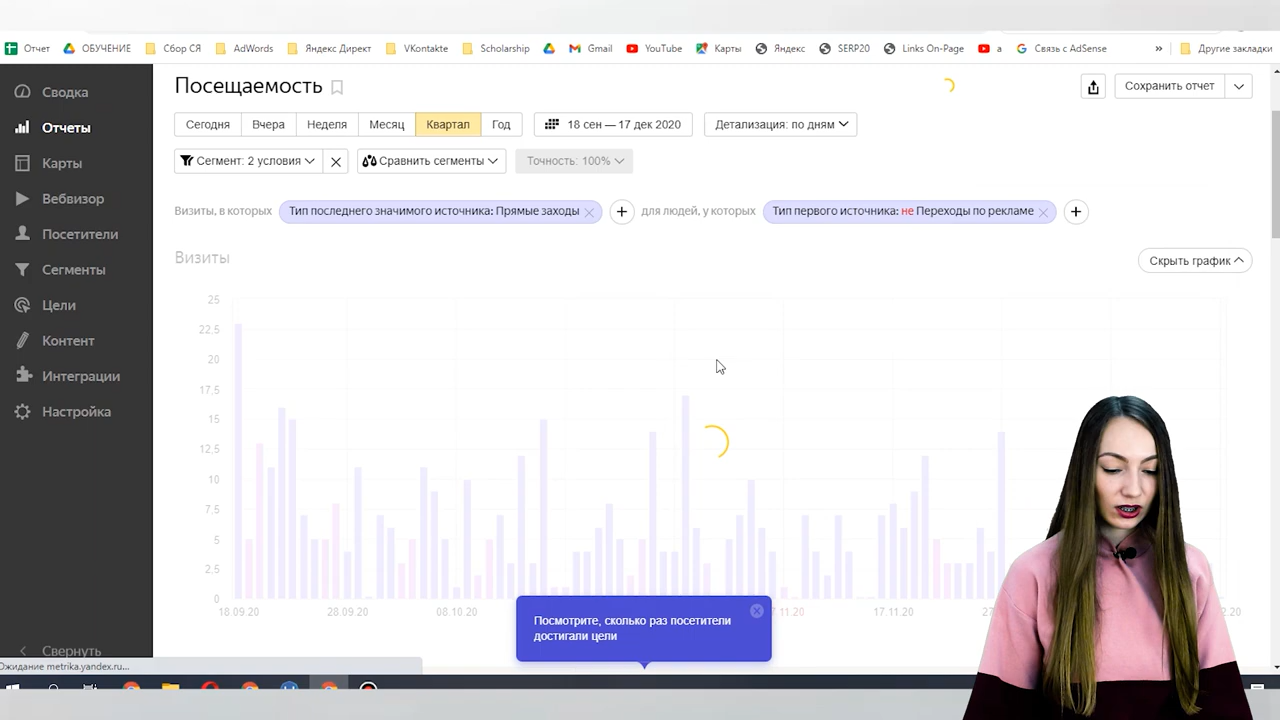 Отчет ОБУЧЕНИЕ Сбор СЯ AdWords Яндекс Директ VKontakte Scholarship Gmail YouTube Карты Яндекс SERP20 Links On-Page а Связь с AdSense » Другие закладки
Сводка
Отчеты
Карты
Вебвизор
Посетители
Сегменты
Цели
Контент
Интеграции
Настройка
Свернуть
Ожидание metrika.yandex.ru...
Посещаемость
Сохранить отчет
Сегодня Вчера Неделя Месяц Квартал Год 18 сен — 17 дек 2020 Детализация: по дням
Сегмент: 2 условия Сравнить сегменты Точность: 100%
Визиты, в которых Тип последнего значимого источника: Прямые заходы + для людей, у которых Тип первого источника: не Переходы по рекламе +
Визиты
Скрыть график
25
22,5
20
17,5
15
12,5
10
7,5
5
2,5
0
18.09.20 28.09.20 08.10.20 17.11.20
Посмотрите, сколько раз посетители
достигали цели